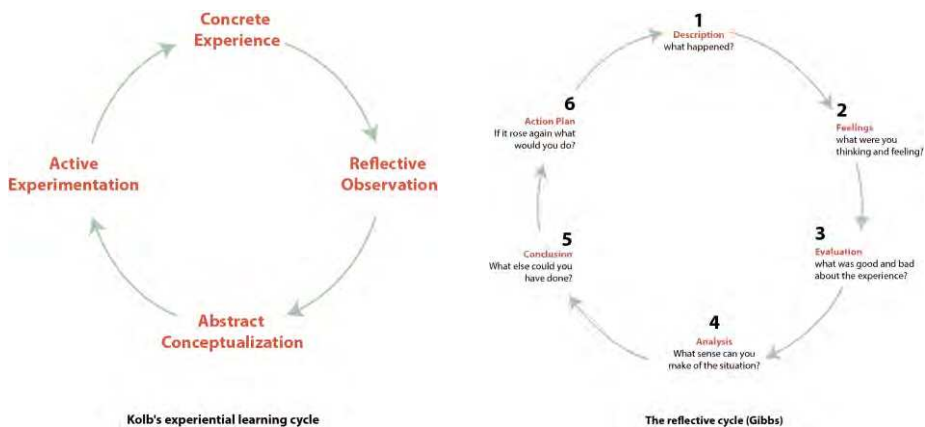 Concrete
Experience
Reflective
Observation
Abstract
Conceptualization
Active
Experimentation
Kolb's experiential learning cycle
1
Description
what happened?
2
Feelings
what were you
thinking and feeling?
3
Evaluation
what was good and bad
about the experience?
4
Analysis
What sense can you
make of the situation?
5
Conclusion
What else could you
have done?
6
Action Plan
If it rose again what
would you do?
The reflective cycle (Gibbs)